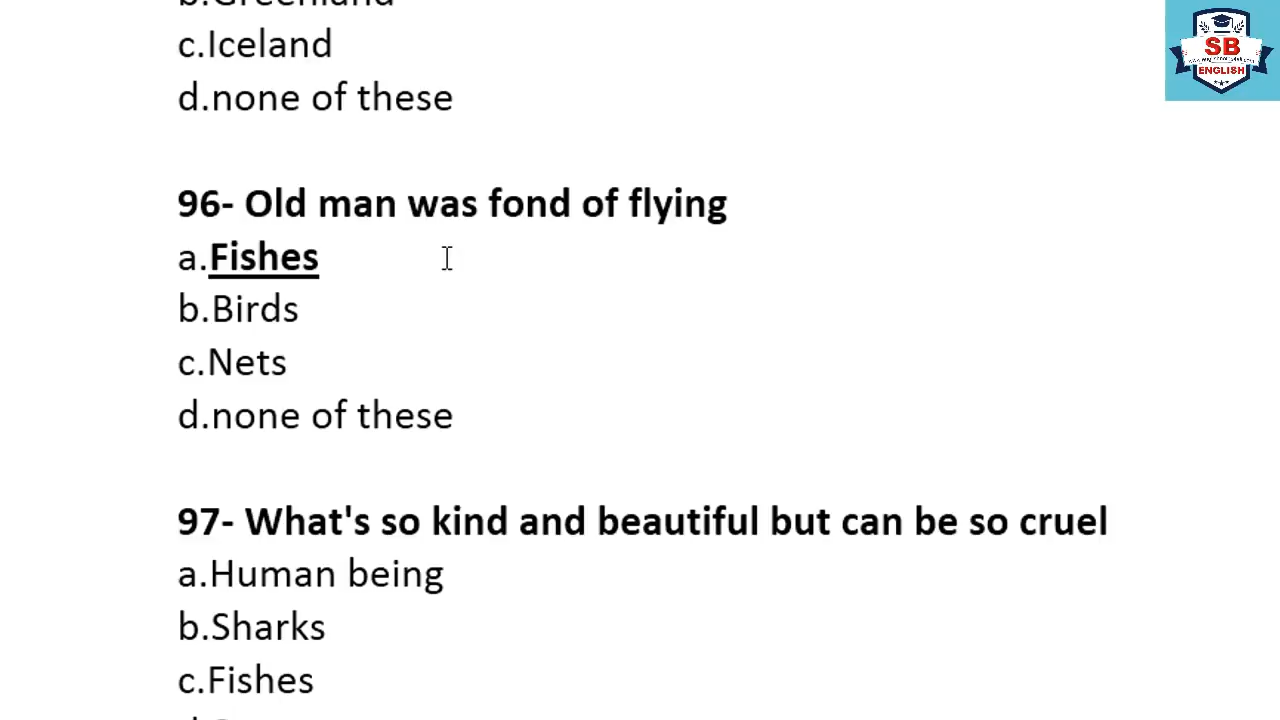 b.Greenland
c.Iceland
d.none of these
SB
ENGLISH
96- Old man was fond of flying
a.Fishes
b.Birds
c.Nets
d.none of these
97- What's so kind and beautiful but can be so cruel
a.Human being
b.Sharks
c.Fishes